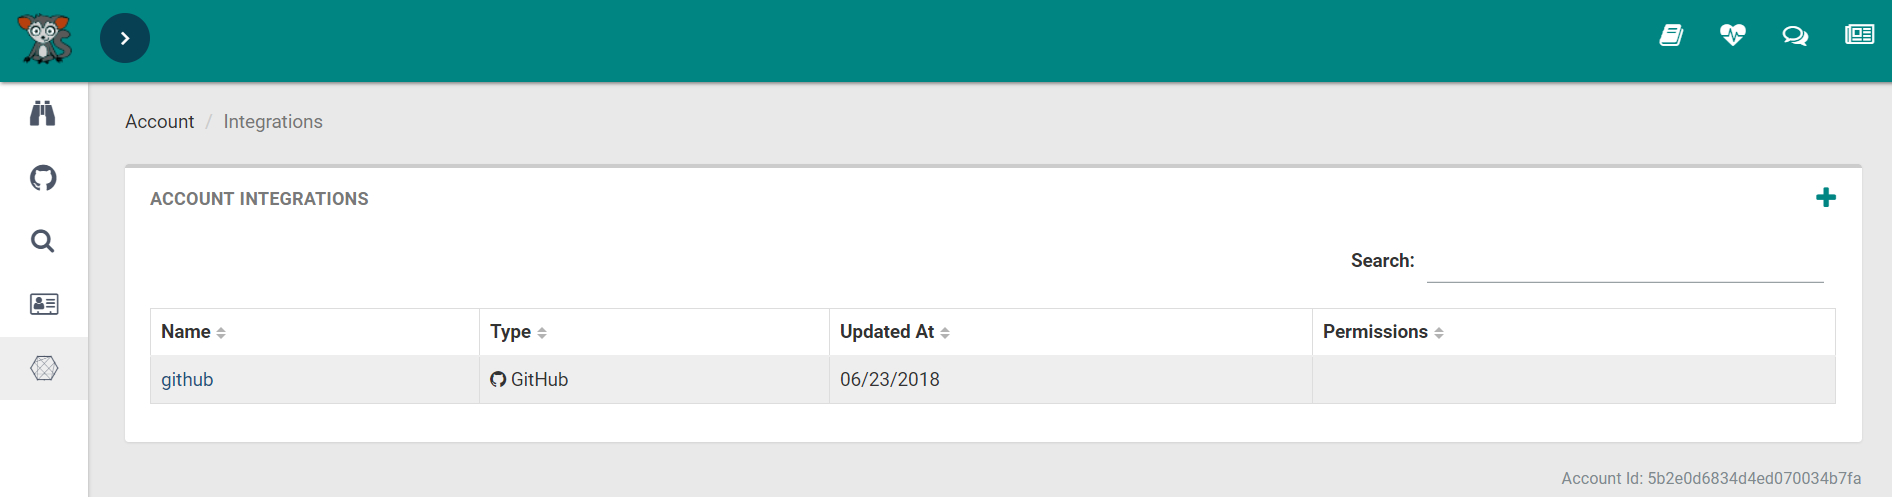 Account / Integrations
ACCOUNT INTEGRATIONS
Search:
Name Type Updated At Permissions
github GitHub 06/23/2018
Account Id: 5b2e0d6834d4ed070034b7fa